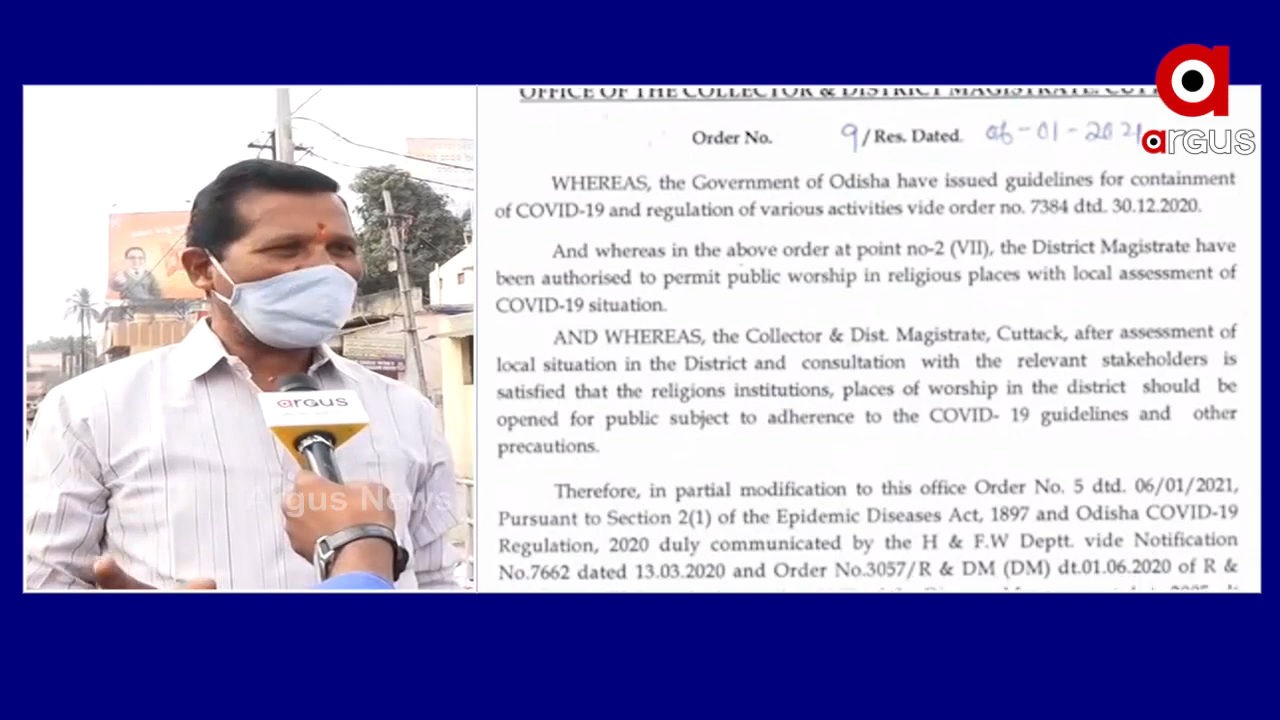 OFFICE OF THE COLLECTOR & DISTRICT MAGISTRATE, CUTT
Order No. 9/Res. Dated. 06-01-2021
WHEREAS, the Government of Odisha have issued guidelines for containment
of COVID-19 and regulation of various activities vide order no. 7384 dtd. 30.12.2020.
And whereas in the above order at point no-2 (VII), the District Magistrate have
been authorised to permit public worship in religious places with local assessment of
COVID-19 situation.
AND WHEREAS, the Collector & Dist. Magistrate, Cuttack, after assessment of
local situation in the District and consultation with the relevant stakeholders is
satisfied that the religions institutions, places of worship in the district should be
opened for public subject to adherence to the COVID- 19 guidelines and other
precautions.
Therefore, in partial modification to this office Order No. 5 dtd. 06/01/2021,
Pursuant to Section 2(1) of the Epidemic Diseases Act, 1897 and Odisha COVID-19
Regulation, 2020 duly communicated by the H & F.W Deptt. vide Notification
No.7662 dated 13.03.2020 and Order No.3057/R & DM (DM) dt.01.06.2020 of R &
a
argus
argus
Argus News